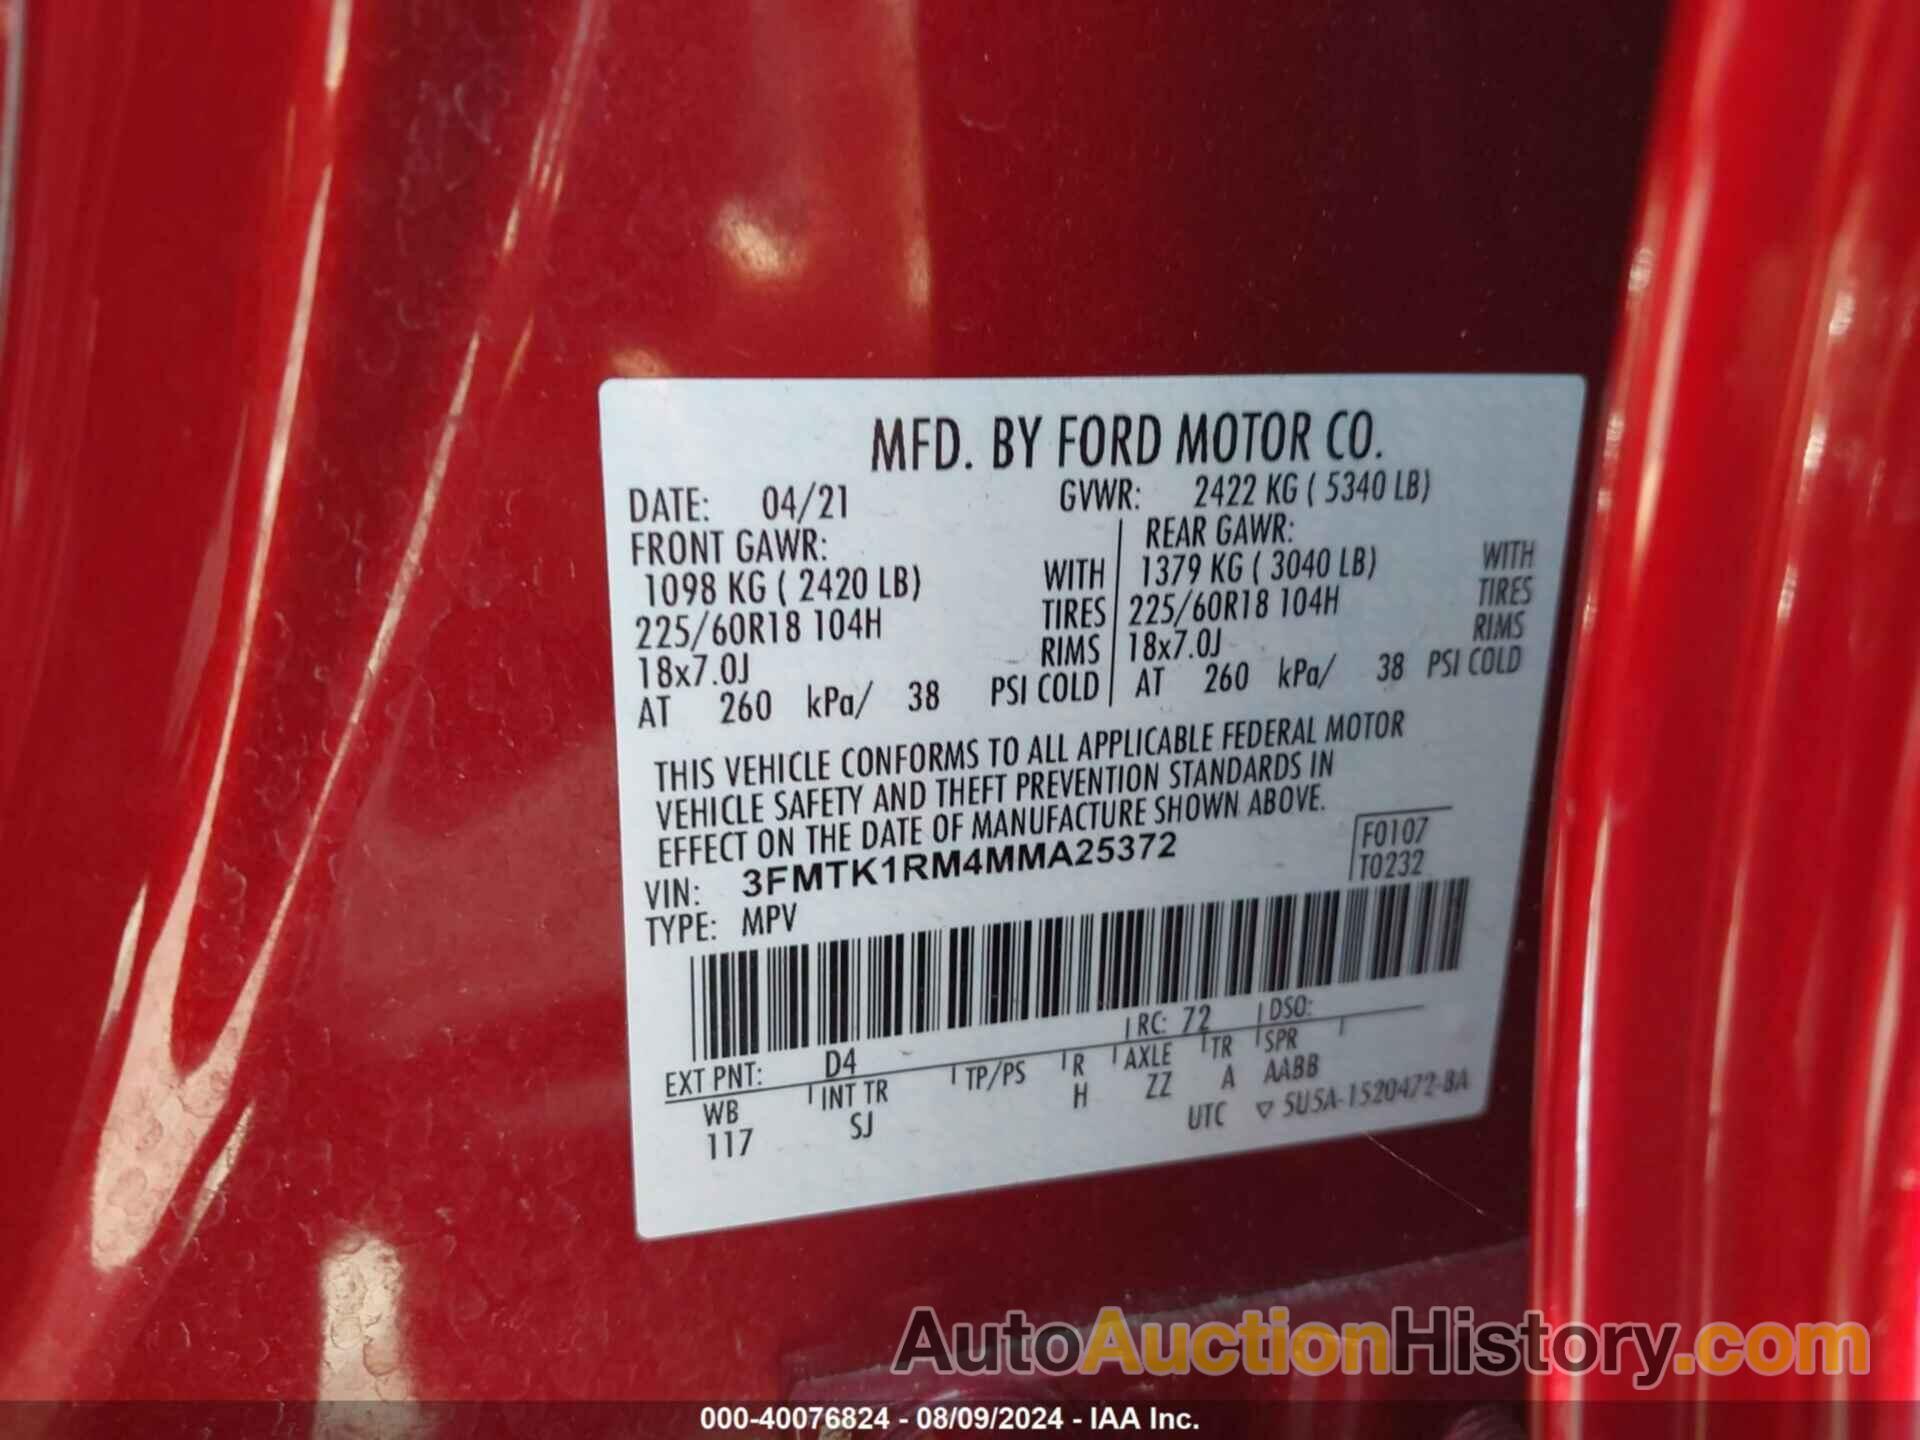 MFD. BY FORD MOTOR CO.
DATE: 04/21 GVWR: 2422 KG ( 5340 LB)
FRONT GAWR: REAR GAWR:
1098 KG ( 2420 LB) WITH 1379 KG ( 3040 LB) WITH
225/60R18 104H TIRES 225/60R18 104H TIRES
18x7.0J RIMS 18x7.0J RIMS
AT 260 kPa/ 38 PSI COLD AT 260 kPa/ 38 PSI COLD
THIS VEHICLE CONFORMS TO ALL APPLICABLE FEDERAL MOTOR
VEHICLE SAFETY AND THEFT PREVENTION STANDARDS IN
EFFECT ON THE DATE OF MANUFACTURE SHOWN ABOVE.
VIN: 3FMTK1RM4MMA25372 F0107
TYPE: MPV T0232
EXT PNT: D4 RC: 72 DSO:
WB INT TR TP/PS R AXLE TR SPR
117 SJ H ZZ A AABB
UTC ▽ 5U5A-1520472-BA
AutoAuctionHistory.com
000-40076824 - 08/09/2024 - IAA Inc.